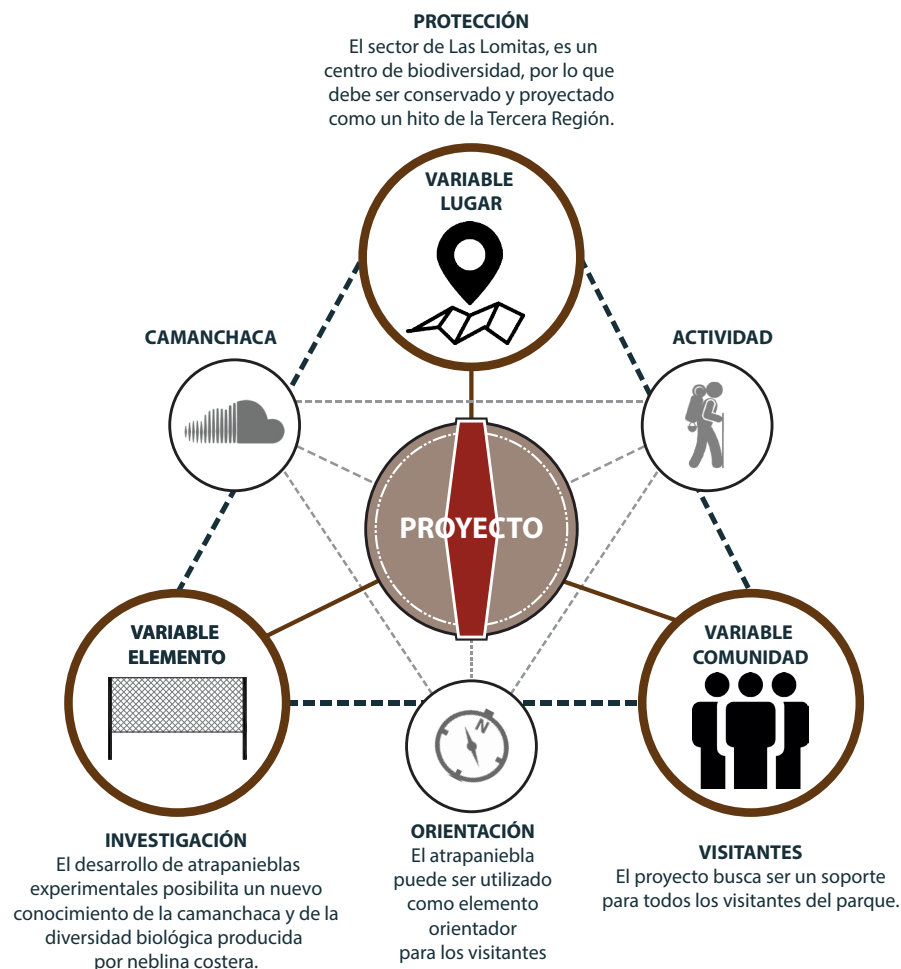 PROTECCIÓN
El sector de Las Lomitas, es un
centro de biodiversidad, por lo que
debe ser conservado y proyectado
como un hito de la Tercera Región.
VARIABLE
LUGAR
CAMANCHACA
ACTIVIDAD
PROYECTO
VARIABLE
ELEMENTO
VARIABLE
COMUNIDAD
N
INVESTIGACIÓN
El desarrollo de atrapanieblas
experimentales posibilita un nuevo
conocimiento de la camanchaca y de la
diversidad biológica producida
por neblina costera.
ORIENTACIÓN
El atrapaniebla
puede ser utilizado
como elemento
orientador
para los visitantes
VISITANTES
El proyecto busca ser un soporte
para todos los visitantes del parque.